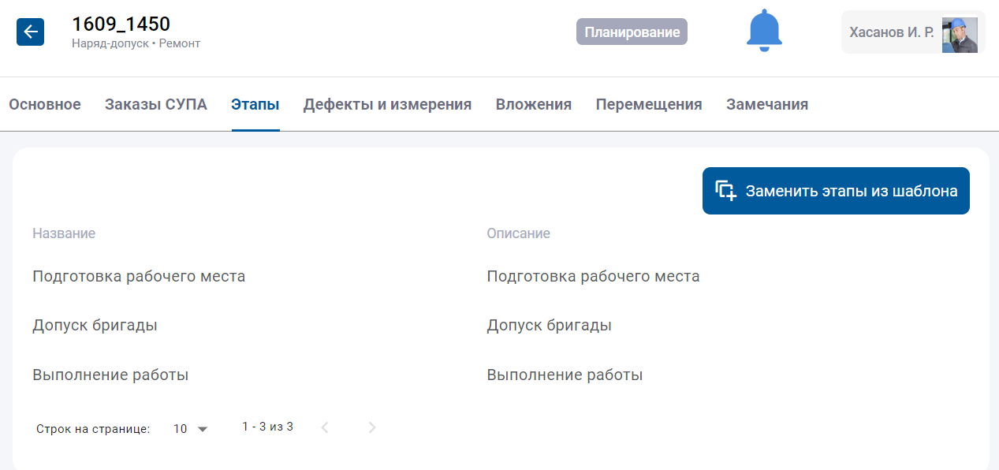 1609_1450
Наряд-допуск • Ремонт
Планирование
Хасанов И. Р.
Основное Заказы СУПА Этапы Дефекты и измерения Вложения Перемещения Замечания
Заменить этапы из шаблона
Название Описание
Подготовка рабочего места Подготовка рабочего места
Допуск бригады Допуск бригады
Выполнение работы Выполнение работы
Строк на странице: 10 1 - 3 из 3